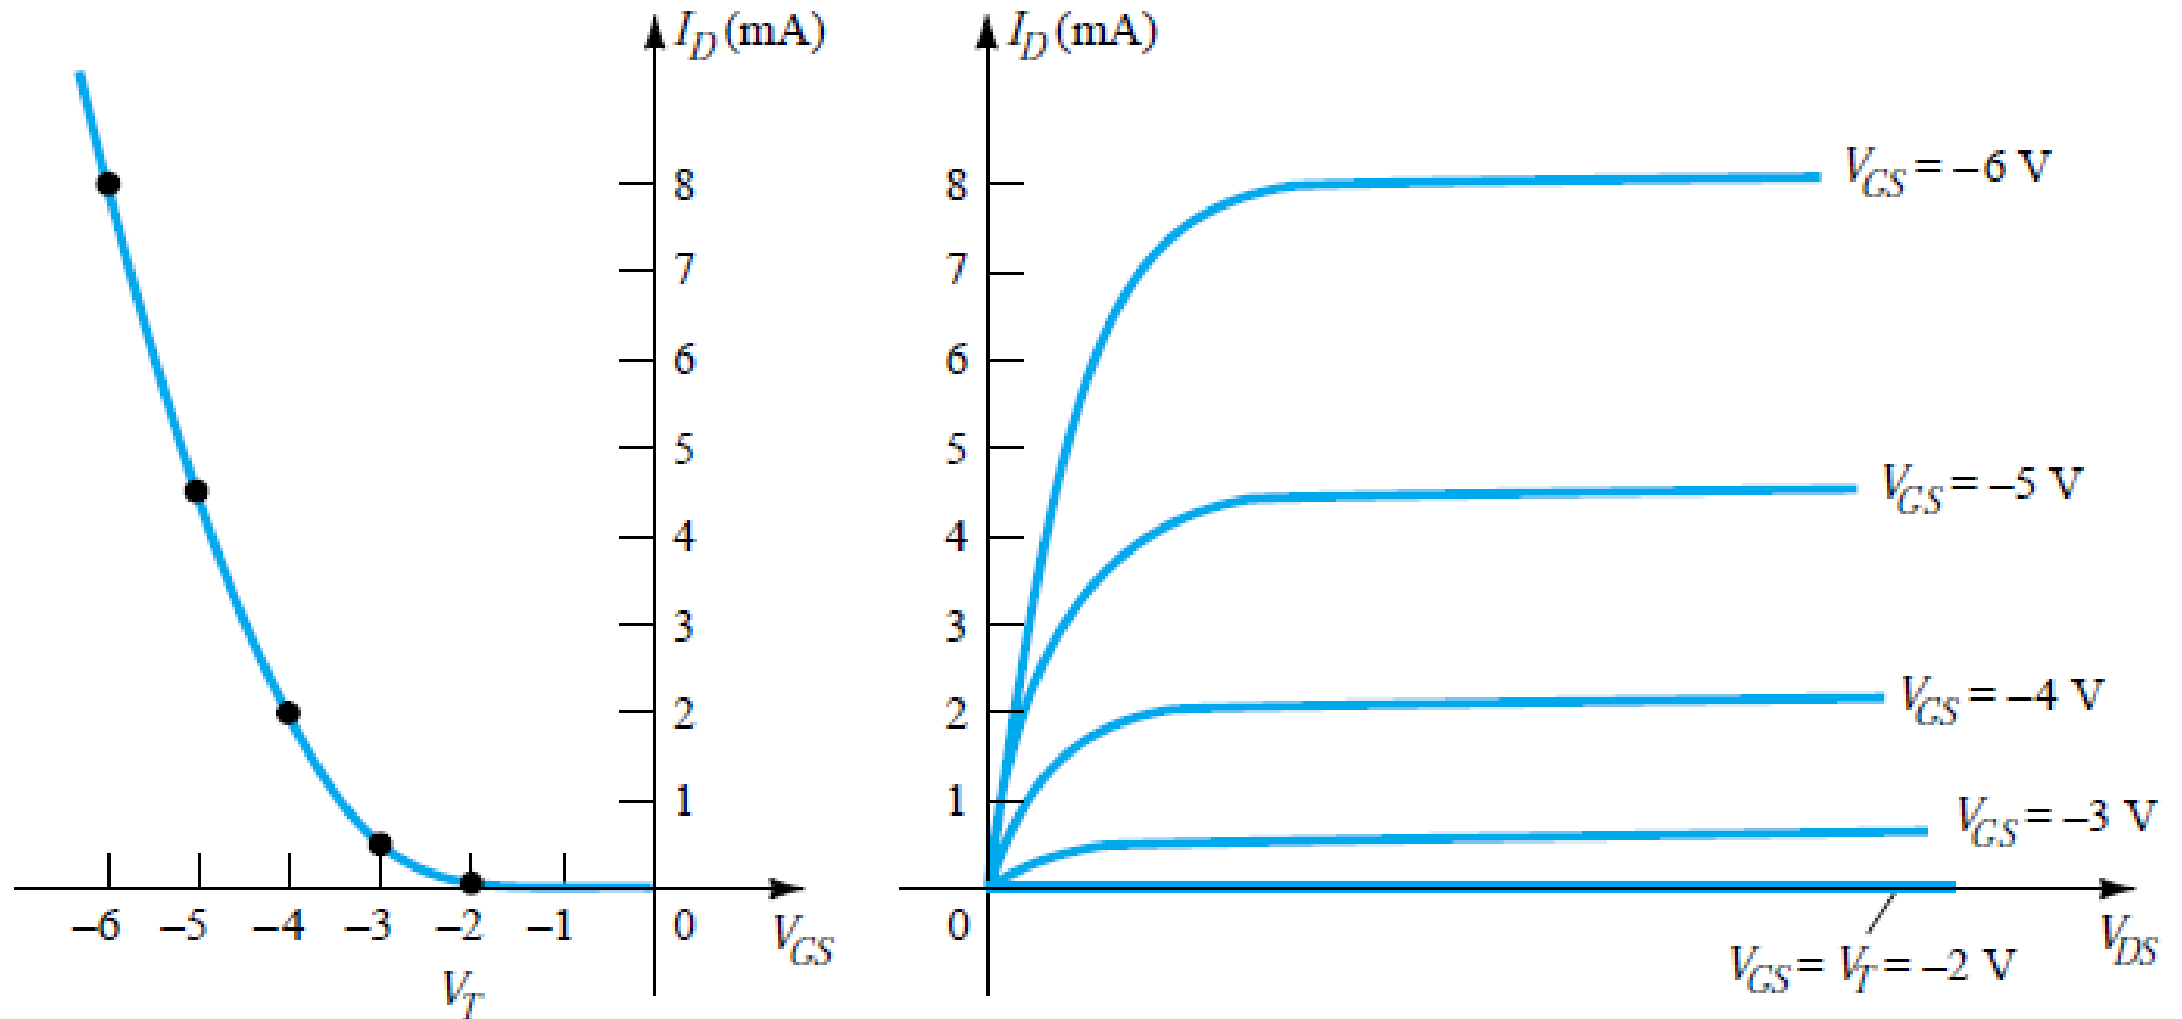 I_D (mA)
8
7
6
5
4
3
2
1
0
–6 –5 –4 –3 –2 –1
V_GS
V_T
I_D (mA)
8
7
6
5
4
3
2
1
0
V_GS = –6 V
V_GS = –5 V
V_GS = –4 V
V_GS = –3 V
V_GS = V_T = –2 V
V_DS